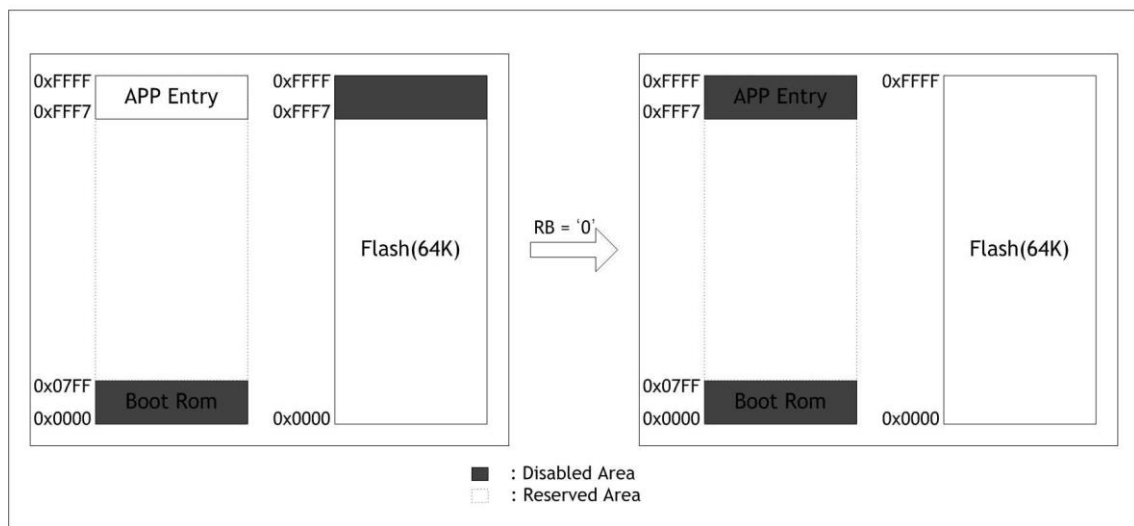 0xFFFF
APP Entry
0xFFF7
0x07FF
Boot Rom
0x0000
0xFFFF
0xFFF7
Flash(64K)
0x0000
RB = ‘0’
0xFFFF
APP Entry
0xFFF7
0x07FF
Boot Rom
0x0000
0xFFFF
Flash(64K)
0x0000
: Disabled Area
: Reserved Area